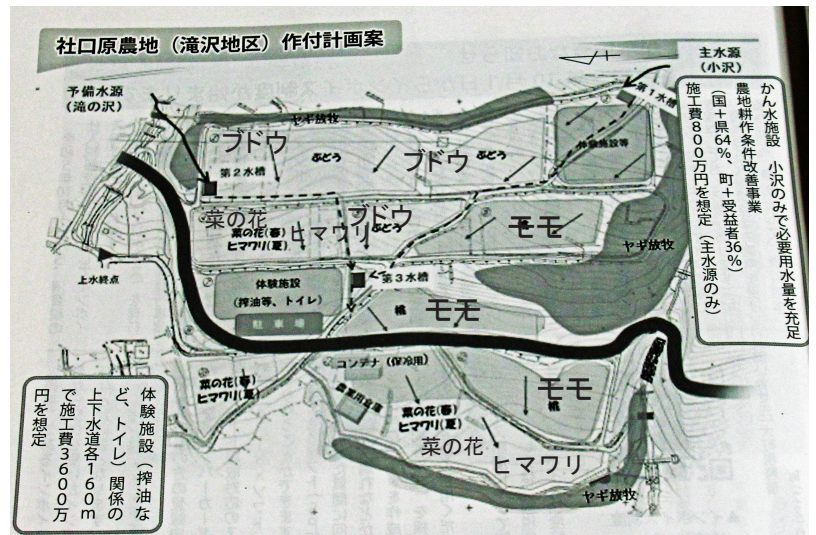 社口原農地（滝沢地区）作付計画案
主水源
（小沢）
予備水源
（滝の沢）
第1水槽
ヤギ放牧
体験施設等
ブドウ
ぶどう
ブドウ
ぶどう
第2水槽
菜の花
菜の花(春)
ヒマワリ(夏)
ヒマワリ
ブドウ
ぶどう
モモ
ヤギ放牧
上水終点
体験施設
（搾油等、トイレ）
駐車場
第3水槽
桃
モモ
コンテナ（保冷用）
農業用倉庫
菜の花(春)
ヒマワリ(夏)
菜の花(春)
ヒマワリ(夏)
モモ
桃
菜の花
ヒマワリ
ヤギ放牧
かん水施設　小沢のみで必要用水量を充足
農地耕作条件改善事業
（国＋県64％、町＋受益者36％）
施工費800万円を想定（主水源のみ）
体験施設（搾油な
ど、トイレ）関係の
上下水道各160m
で施工費3600万
円を想定